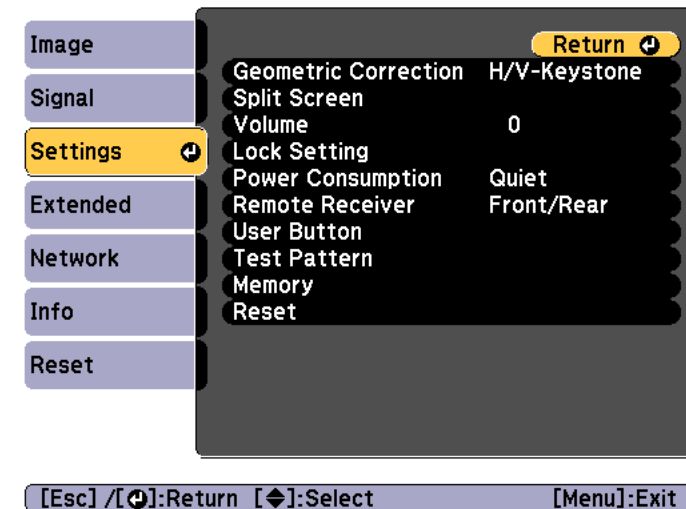 Image
Signal
Settings
Extended
Network
Info
Reset
Return
Geometric Correction H/V-Keystone
Split Screen
Volume 0
Lock Setting
Power Consumption Quiet
Remote Receiver Front/Rear
User Button
Test Pattern
Memory
Reset
[Esc] /[⏎]:Return [◆]:Select [Menu]:Exit